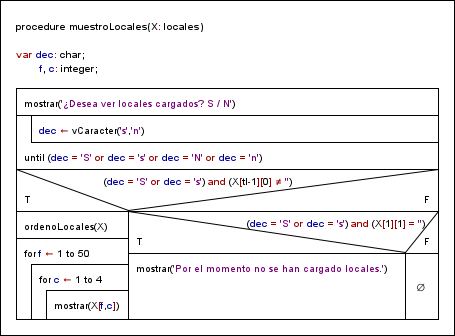 procedure muestroLocales(X: locales)
var dec: char;
f, c: integer;
mostrar('¿Desea ver locales cargados? S / N')
dec ← vCaracter('s','n')
until (dec = 'S' or dec = 's' or dec = 'N' or dec = 'n')
(dec = 'S' or dec = 's') and (X[tl-1][0] ≠ '')
T F
ordenoLocales(X)
(dec = 'S' or dec = 's') and (X[1][1] = '')
T F
for f ← 1 to 50
mostrar('Por el momento no se han cargado locales.')
for c ← 1 to 4
∅
mostrar(X[f,c])